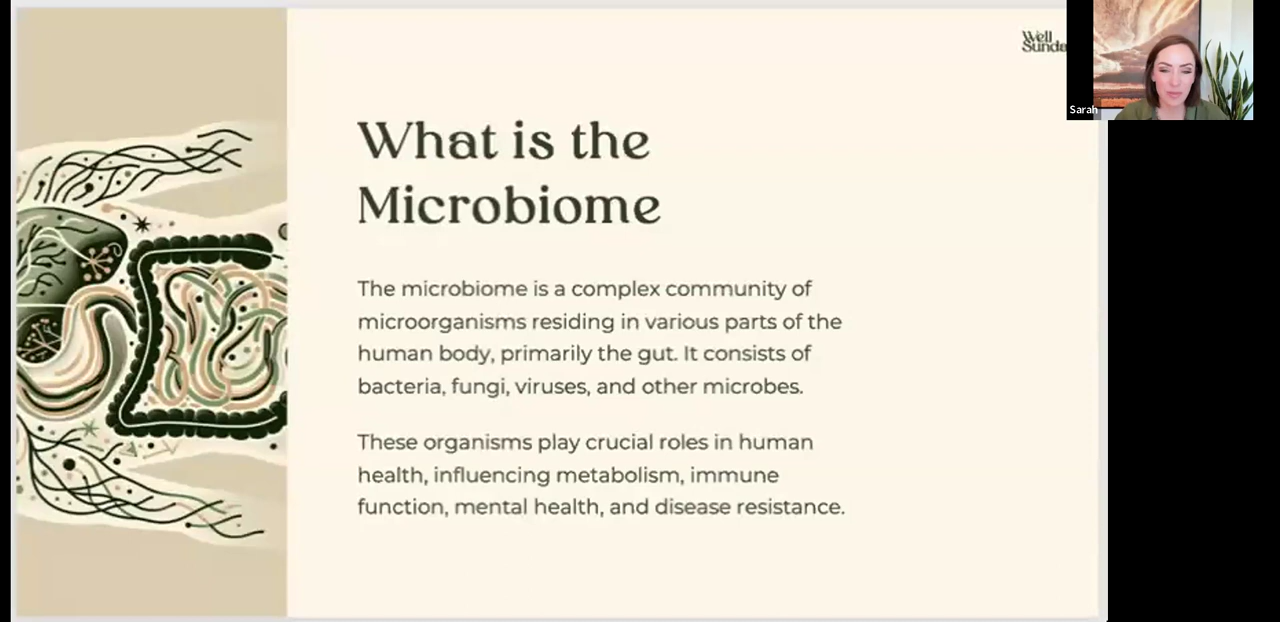 Well
What is the
Microbiome
The microbiome is a complex community of
microorganisms residing in various parts of the
human body, primarily the gut. It consists of
bacteria, fungi, viruses, and other microbes.
These organisms play crucial roles in human
health, influencing metabolism, immune
function, mental health, and disease resistance.
Sarah